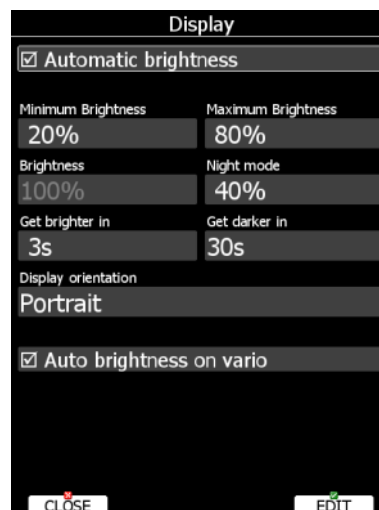 Display
Automatic brightness
Minimum Brightness Maximum Brightness
20% 80%
Brightness Night mode
100% 40%
Get brighter in Get darker in
3s 30s
Display orientation
Portrait
Auto brightness on vario
CLOSE EDIT